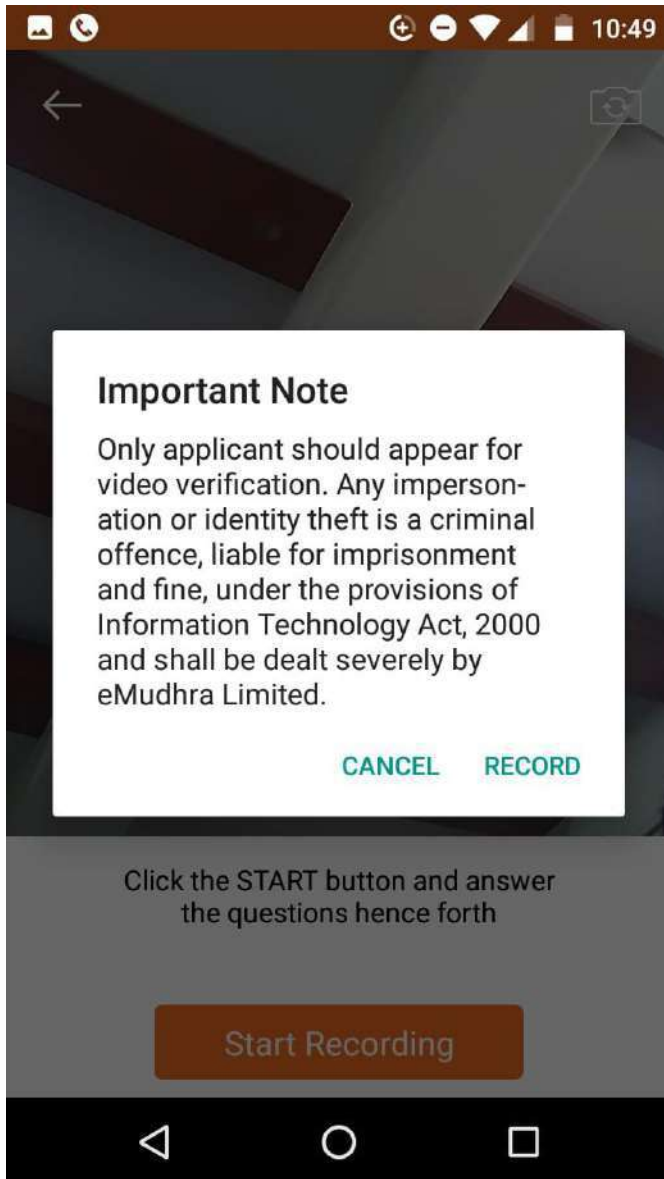 10:49
Important Note
Only applicant should appear for
video verification. Any imperson-
ation or identity theft is a criminal
offence, liable for imprisonment
and fine, under the provisions of
Information Technology Act, 2000
and shall be dealt severely by
eMudhra Limited.
CANCEL RECORD
Click the START button and answer
the questions hence forth
Start Recording